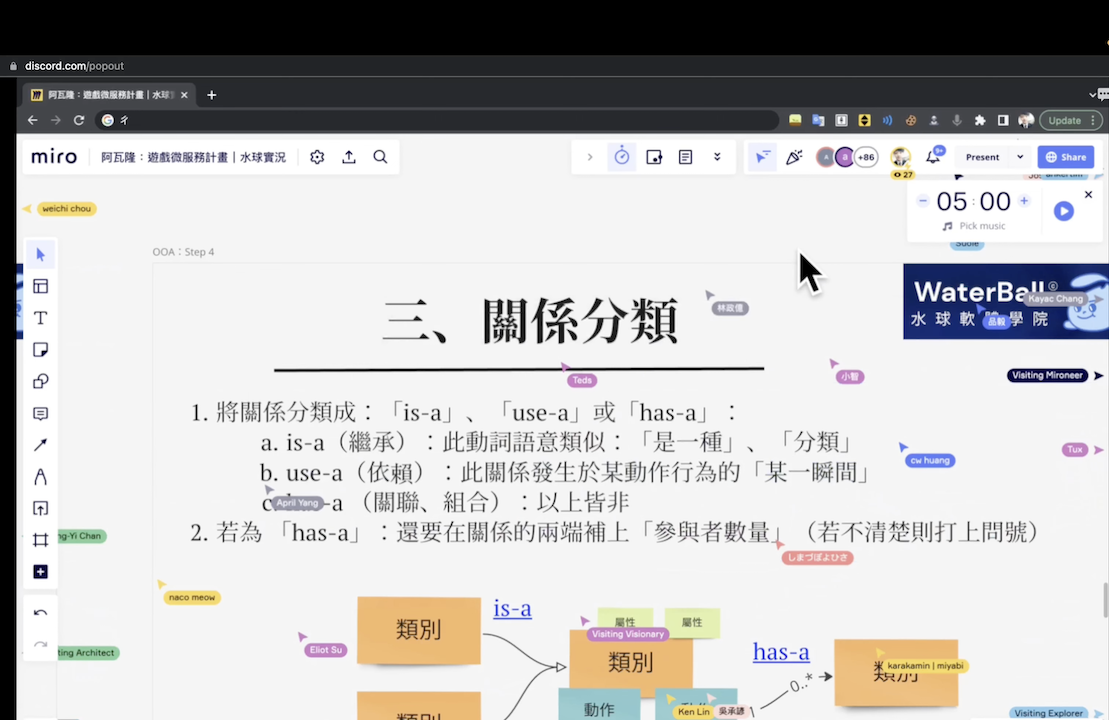 discord.com/popout
阿瓦隆：遊戲微服務計畫 | 水球
ㄔ
Update
miro
阿瓦隆：遊戲微服務計畫 | 水球實況
A
a
+86
27
9+
Present
Share
weichi chou
05 : 00
Pick music
OOA：Step 4
WaterBall
Kayac Chang
水球軟 學院
品毅
三、關係分類
林政億
Teds
小智
Visiting Mironeer
1. 將關係分類成：「is-a」、「use-a」或「has-a」：
a. is-a（繼承）：此動詞語意類似：「是一種」、「分類」
b. use-a（依賴）：此關係發生於某動作行為的「某一瞬間」
c. -a （關聯、組合）：以上皆非
April Yang
cw huang
Tux
2. 若為 「has-a」：還要在關係的兩端補上「參與者數量」（若不清楚則打上問號）
ng-Yi Chan
しまづぽよひさ
naco meow
is-a
類別
屬性
屬性
Visiting Visionary
類別
Eliot Su
has-a
karakamin | miyabi
0..*
ting Architect
類別
動作
Ken Lin
吳承諺
Visiting Explorer